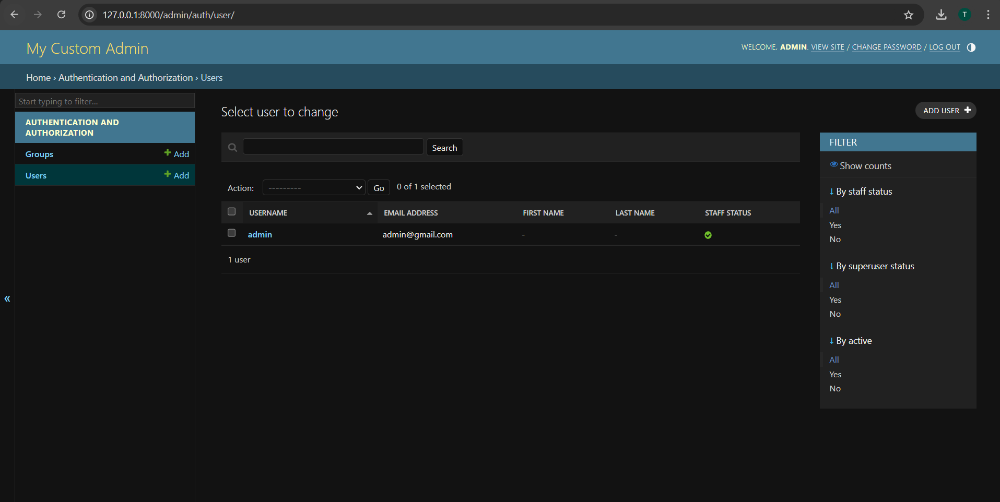 127.0.0.1:8000/admin/auth/user/
T
My Custom Admin
WELCOME, ADMIN. VIEW SITE / CHANGE PASSWORD / LOG OUT
Home › Authentication and Authorization › Users
Start typing to filter...
AUTHENTICATION AND
AUTHORIZATION
Groups
+ Add
Users
+ Add
«
Select user to change
ADD USER +
Search
Action: --------- Go 0 of 1 selected
USERNAME EMAIL ADDRESS FIRST NAME LAST NAME STAFF STATUS
admin admin@gmail.com - -
1 user
FILTER
Show counts
↓ By staff status
All
Yes
No
↓ By superuser status
All
Yes
No
↓ By active
All
Yes
No